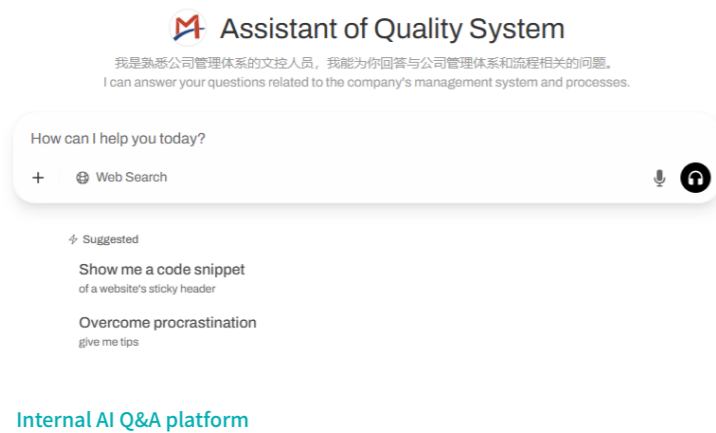 Assistant of Quality System
我是熟悉公司管理体系的文控人员，我能为你回答与公司管理体系和流程相关的问题。
I can answer your questions related to the company's management system and processes.
How can I help you today?
Web Search
Suggested
Show me a code snippet
of a website's sticky header
Overcome procrastination
give me tips
Internal AI Q&A platform